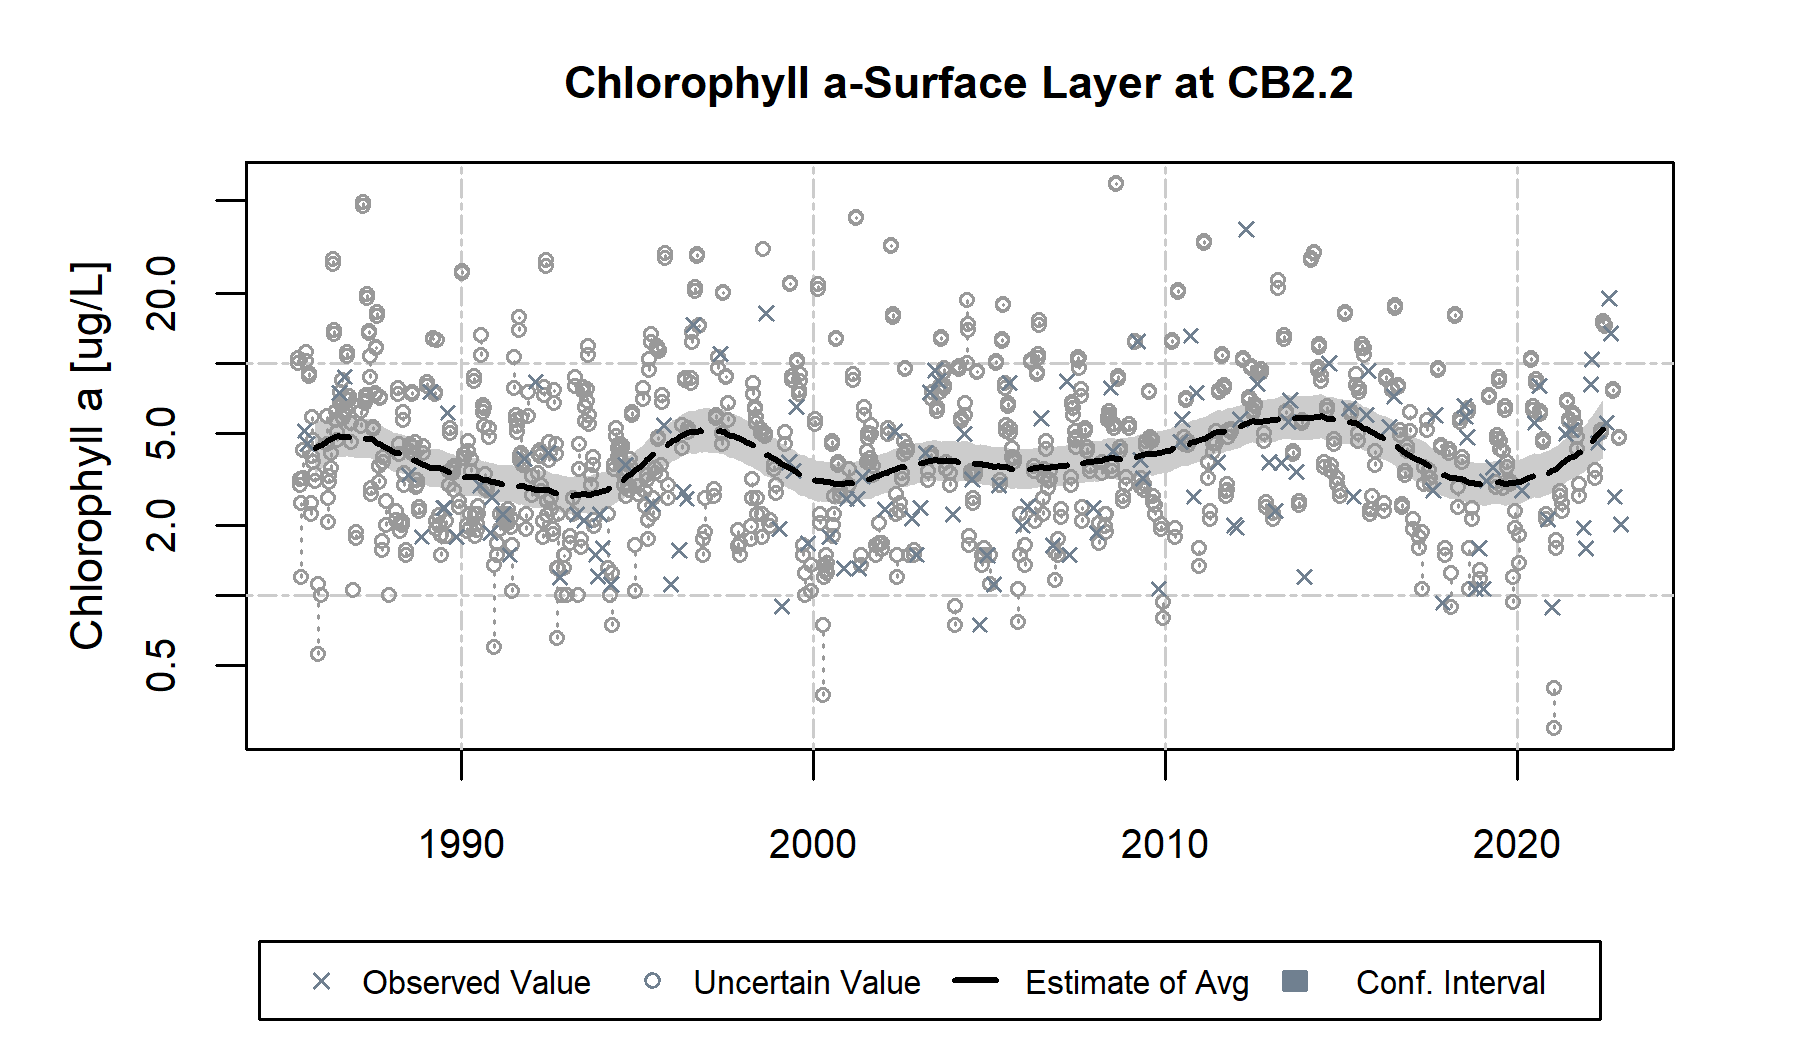 Chlorophyll a-Surface Layer at CB2.2
Chlorophyll a [ug/L]
20.0
5.0
2.0
0.5
1990 2000 2010 2020
Observed Value Uncertain Value Estimate of Avg Conf. Interval